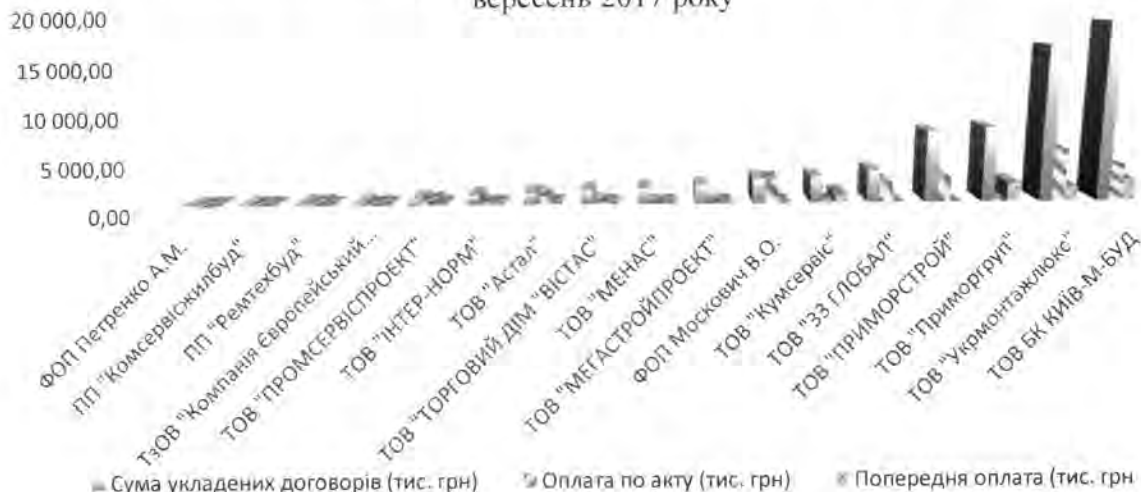 вересень 2017 року
20 000,00
15 000,00
10 000,00
5 000,00
0,00
ФОП Петренко А.М.
ПП "Комсервісжилбуд"
ПП "Ремтехбуд"
ТзОВ "Компанія Європейський...
ТОВ "ПРОМСЕРВІСПРОЕКТ"
ТОВ "ІНТЕР-НОРМ"
ТОВ "Астал"
ТОВ "ТОРГОВИЙ ДІМ "ВІСТАС"
ТОВ "МЕНАС"
ТОВ "МЕГАСТРОЙПРОЕКТ"
ФОП Москович В.О.
ТОВ "Кумсервіс"
ТОВ "33 ГЛОБАЛ"
ТОВ "ПРИМОРСТРОЙ"
ТОВ "Приморгруп"
ТОВ "Укрмонтажлюкс"
ТОВ БК КИЇВ-М-БУД
Сума укладених договорів (тис. грн) Оплата по акту (тис. грн) Попередня оплата (тис. грн